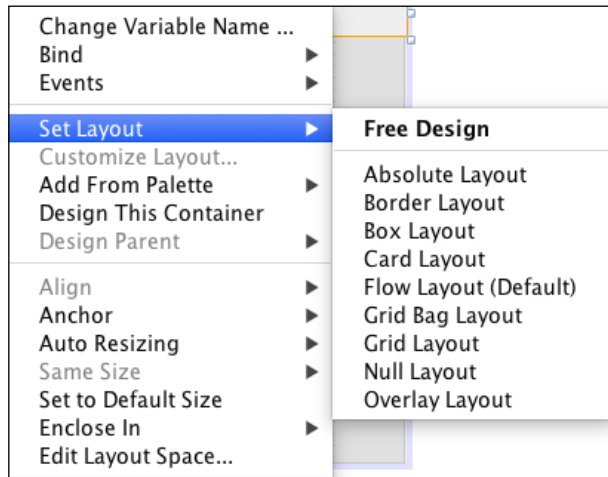 Change Variable Name ...
Bind
Events
Set Layout
Customize Layout...
Add From Palette
Design This Container
Design Parent
Align
Anchor
Auto Resizing
Same Size
Set to Default Size
Enclose In
Edit Layout Space...
Free Design
Absolute Layout
Border Layout
Box Layout
Card Layout
Flow Layout (Default)
Grid Bag Layout
Grid Layout
Null Layout
Overlay Layout